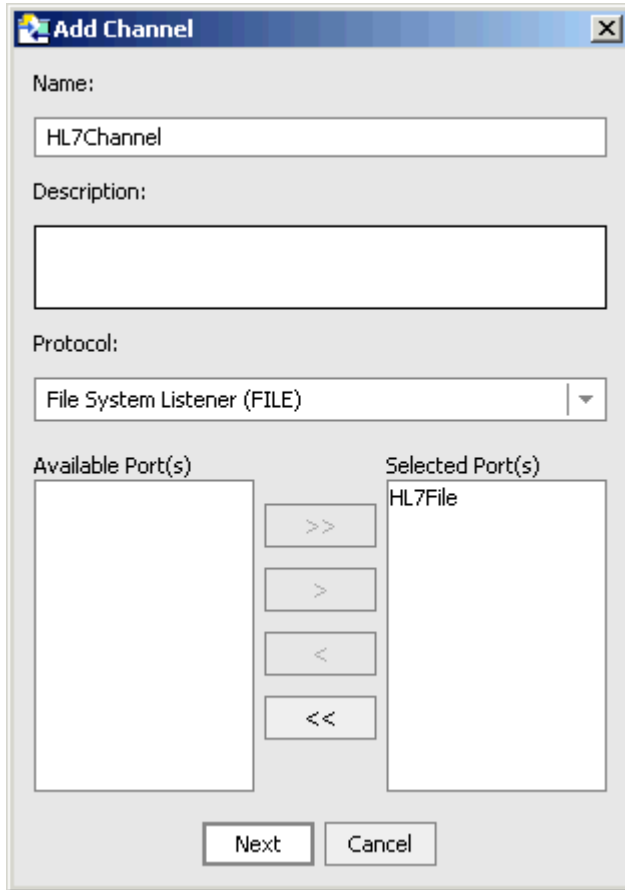 Add Channel
Name:
HL7Channel
Description:
Protocol:
File System Listener (FILE)
Available Port(s)
Selected Port(s)
HL7File
>>
>
<
<<
Next
Cancel